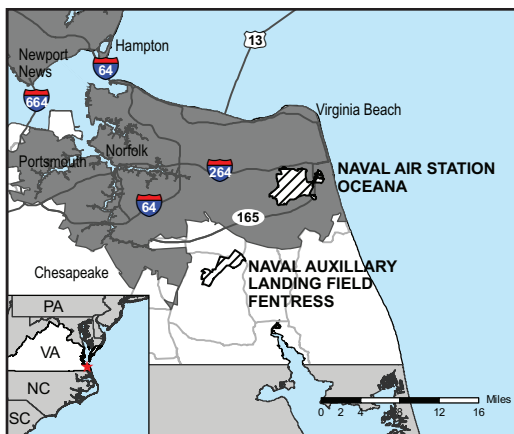 Hampton
13
Newport
News
64
664
Virginia Beach
Norfolk
Portsmouth
264
NAVAL AIR STATION
OCEANA
64
165
NAVAL AUXILLARY
LANDING FIELD
FENTRESS
Chesapeake
PA
VA
NC
SC
Miles
0 2 4 8 12 16